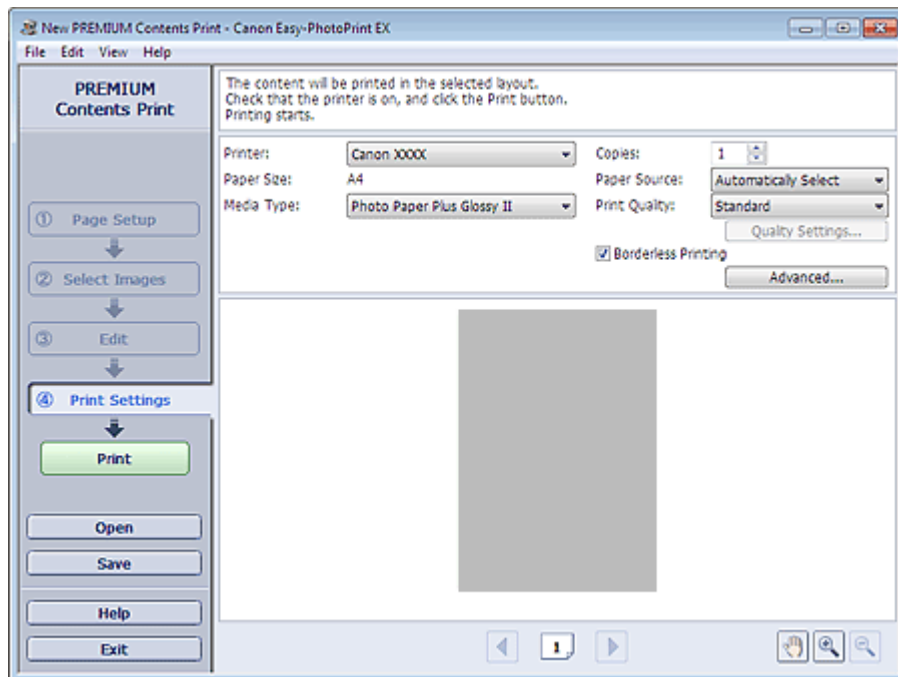 New PREMIUM Contents Print - Canon Easy-PhotoPrint EX
File Edit View Help
PREMIUM
Contents Print
The content will be printed in the selected layout.
Check that the printer is on, and click the Print button.
Printing starts.
Printer: Canon XXXX Copies: 1
Paper Size: A4 Paper Source: Automatically Select
Media Type: Photo Paper Plus Glossy II Print Quality: Standard
Quality Settings...
Borderless Printing
Advanced...
① Page Setup
② Select Images
③ Edit
④ Print Settings
Print
Open
Save
Help
Exit
1